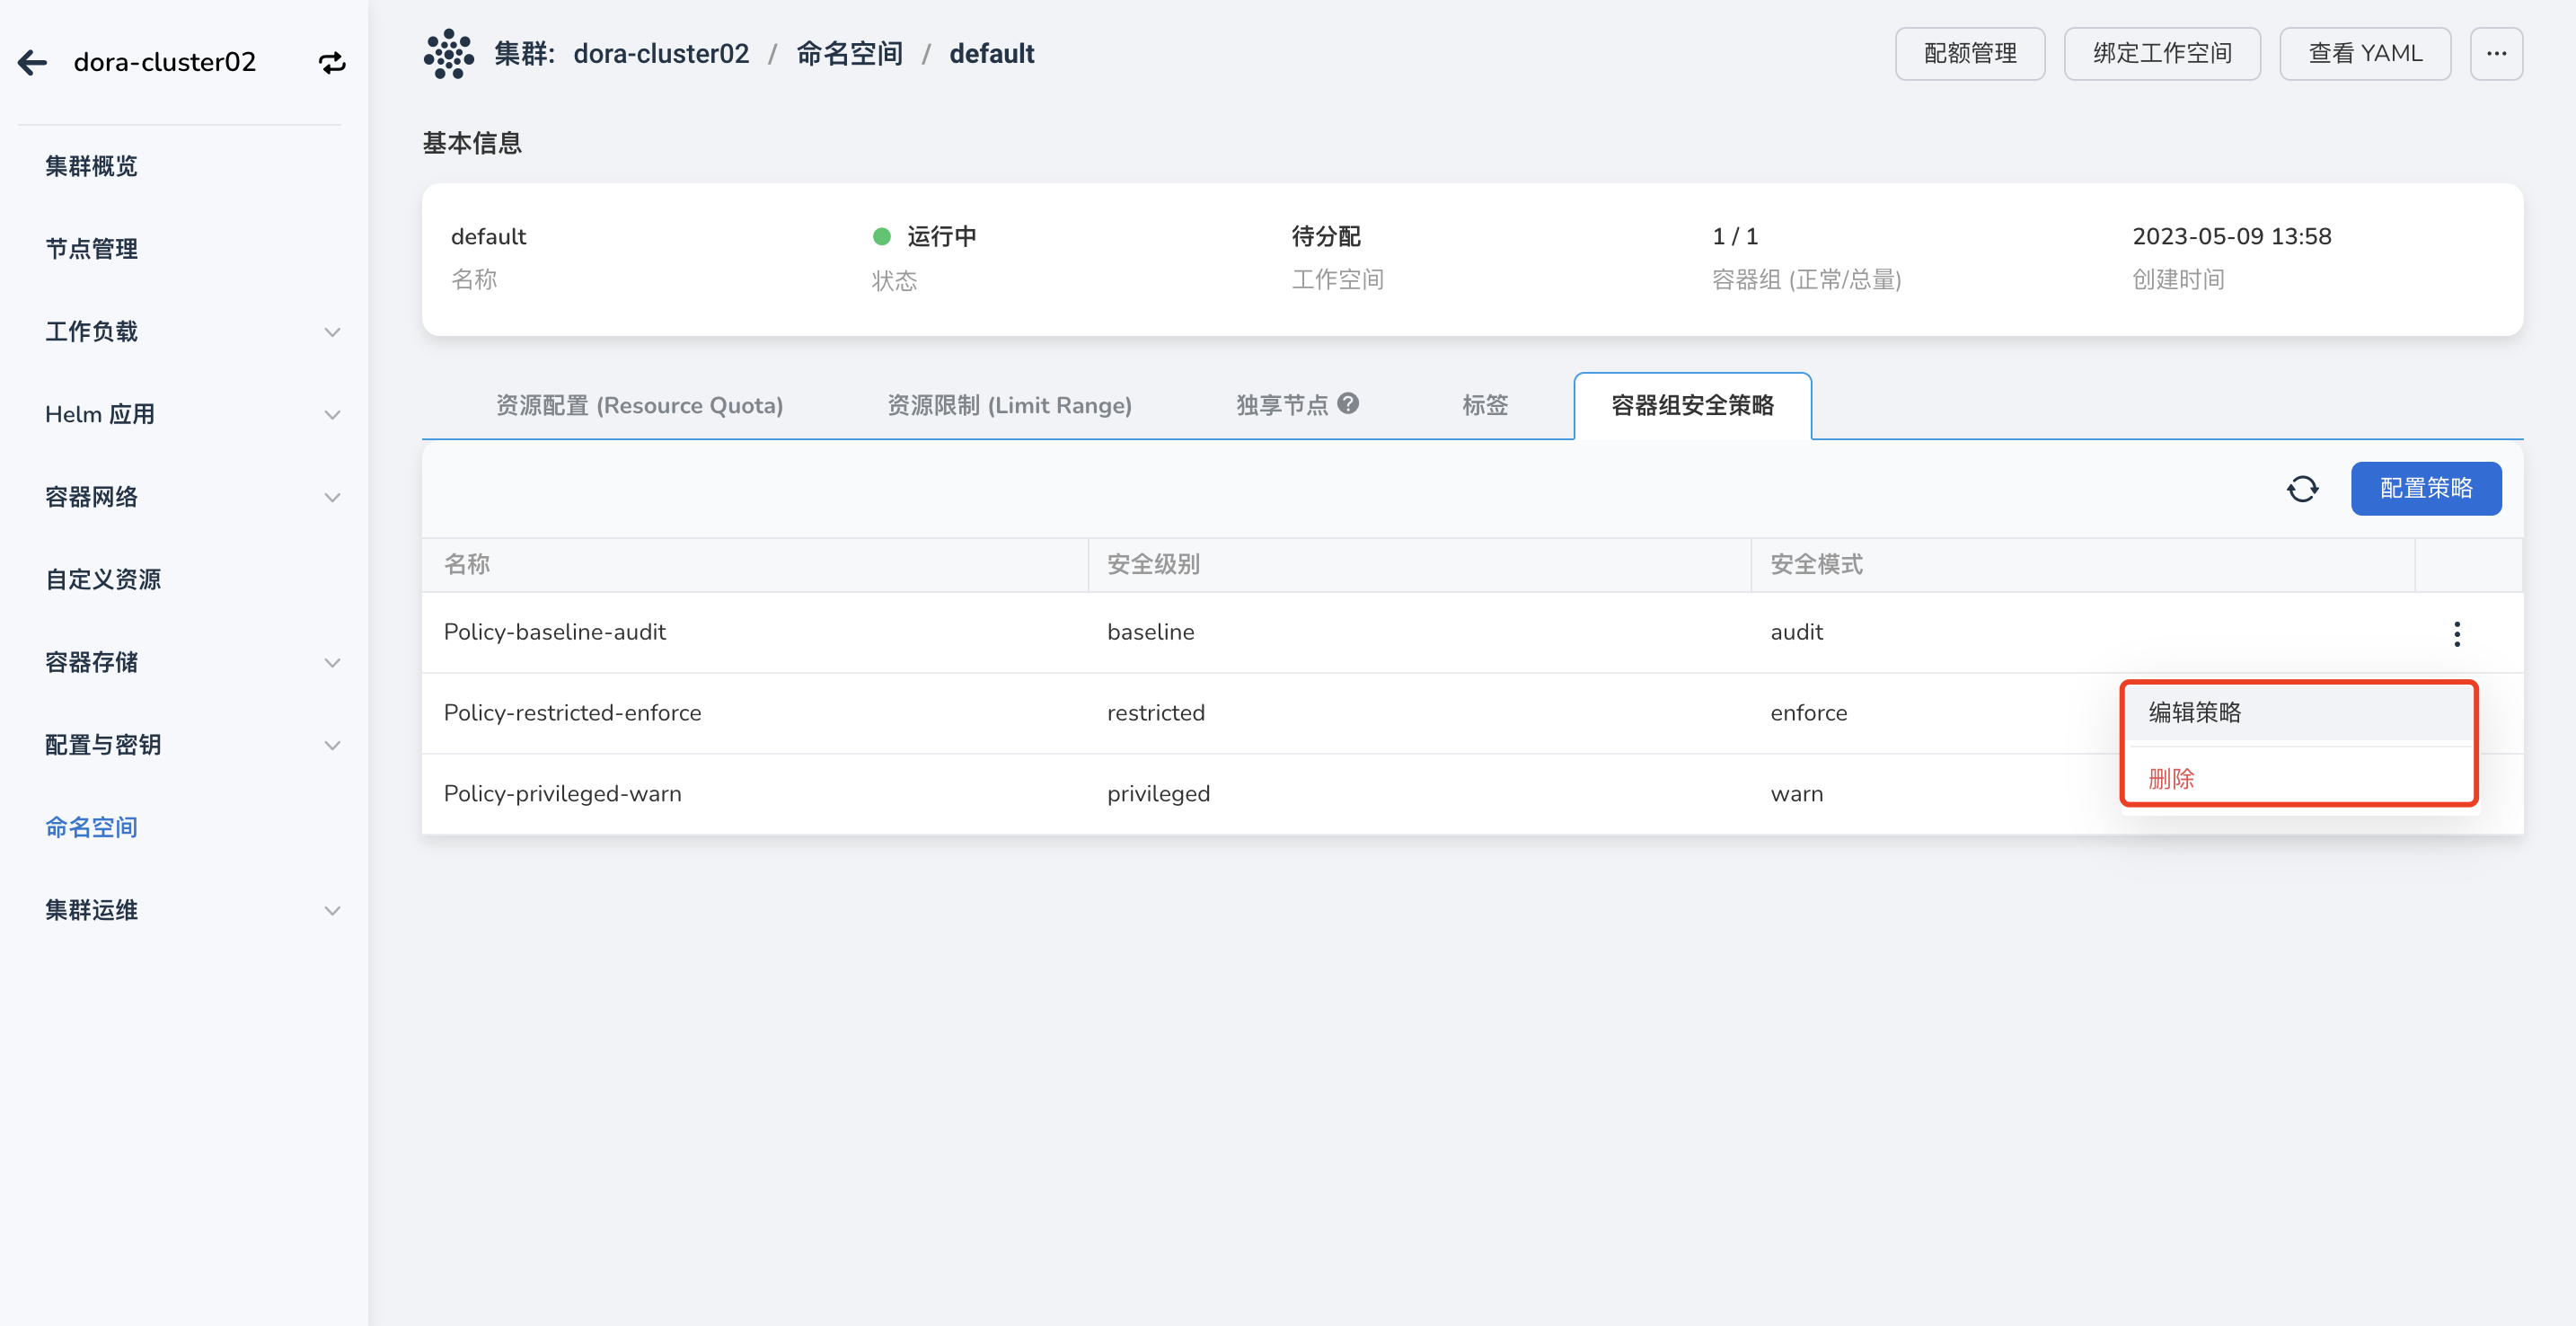 dora-cluster02
集群概览
节点管理
工作负载
Helm 应用
容器网络
自定义资源
容器存储
配置与密钥
命名空间
集群运维
集群: dora-cluster02 / 命名空间 / default
配额管理
绑定工作空间
查看 YAML
基本信息
default
名称
运行中
状态
待分配
工作空间
1 / 1
容器组 (正常/总量)
2023-05-09 13:58
创建时间
资源配置 (Resource Quota)
资源限制 (Limit Range)
独享节点
标签
容器组安全策略
配置策略
名称 安全级别 安全模式
Policy-baseline-audit baseline audit
Policy-restricted-enforce restricted enforce
Policy-privileged-warn privileged warn
编辑策略
删除